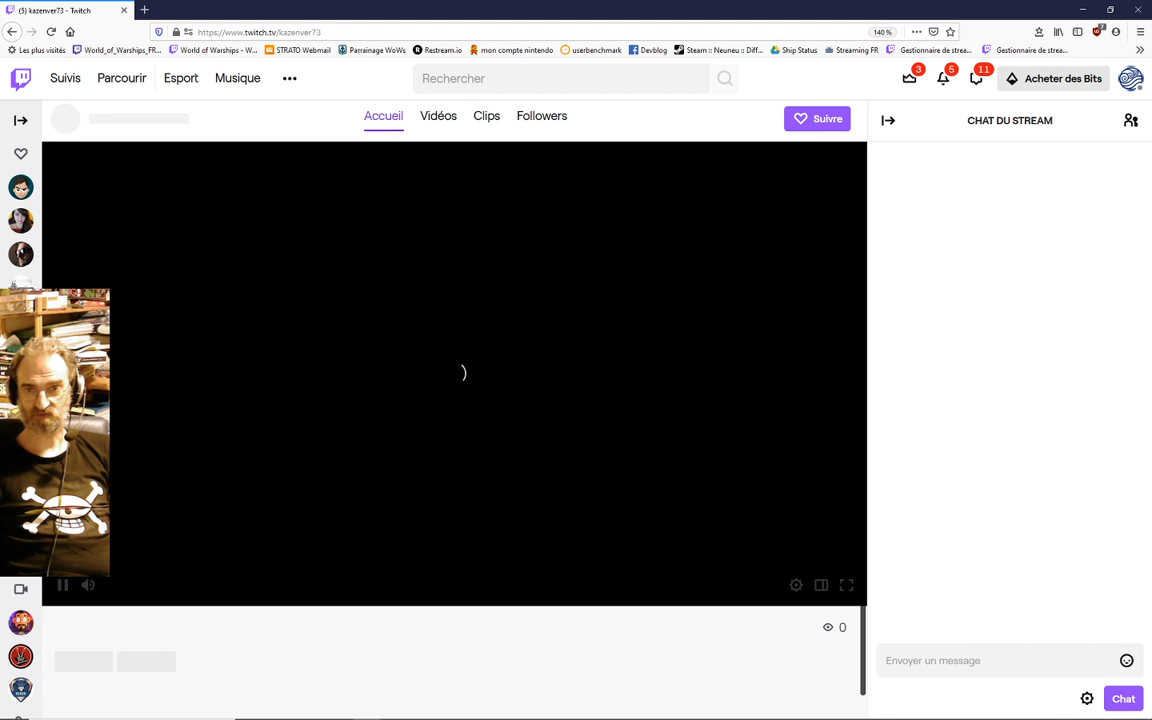 (5) kazenver73 - Twitch
https://www.twitch.tv/kazenver73
140 %
Les plus visités World_of_Warships_FR... World of Warships - W... STRATO Webmail Parrainage WoWs Restream.io mon compte nintendo userbenchmark Devblog Steam :: Neuneu :: Diff... Ship Status Streaming FR Gestionnaire de strea... Gestionnaire de strea...
Suivis Parcourir Esport Musique Rechercher 3 5 11 Acheter des Bits
Accueil Vidéos Clips Followers Suivre CHAT DU STREAM
0
Envoyer un message
Chat